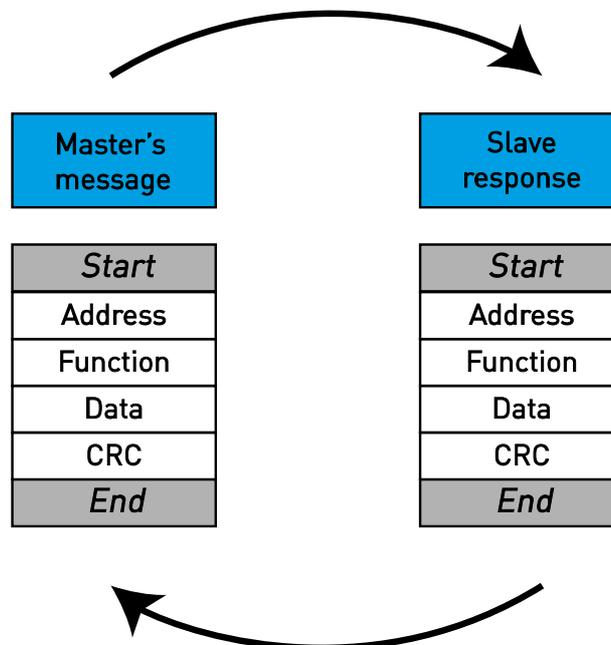 Master's
message
Start
Address
Function
Data
CRC
End
Slave
response
Start
Address
Function
Data
CRC
End